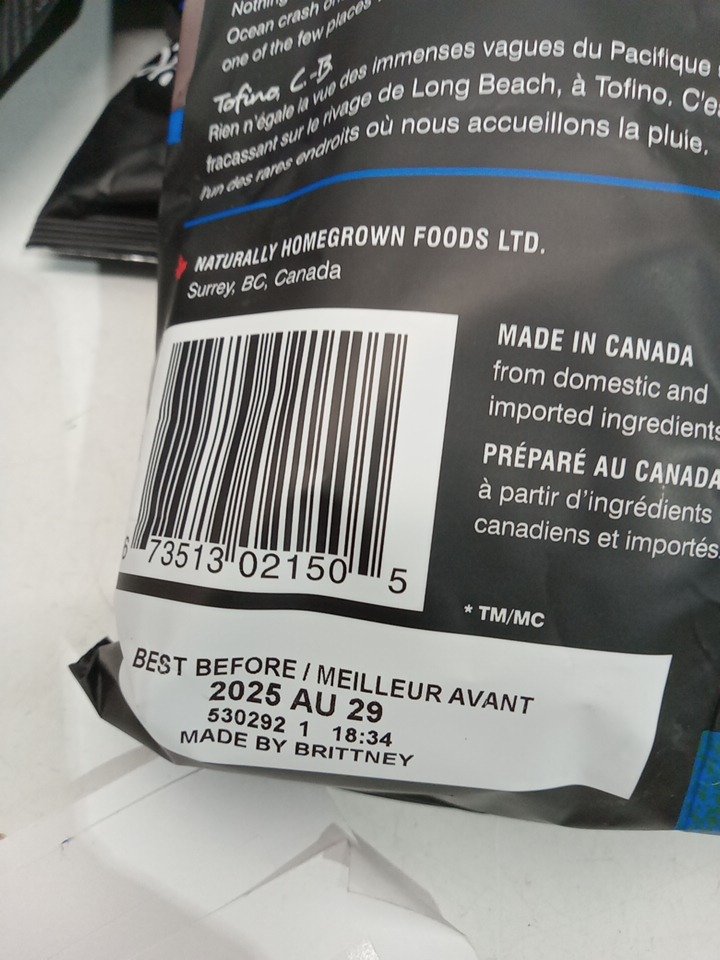 Ocean crash on
one of the few places
Tofino, C.-B
Rien n'égale la vue des immenses vagues du Pacifique
fracassant sur le rivage de Long Beach, à Tofino. C'e
l'un des rares endroits où nous accueillons la pluie.
NATURALLY HOMEGROWN FOODS LTD.
Surrey, BC, Canada
MADE IN CANADA
from domestic and
imported ingredients
PRÉPARÉ AU CANADA
à partir d'ingrédients
canadiens et importés.
6 73513 02150 5
* TM/MC
BEST BEFORE / MEILLEUR AVANT
2025 AU 29
530292 1 18:34
MADE BY BRITTNEY